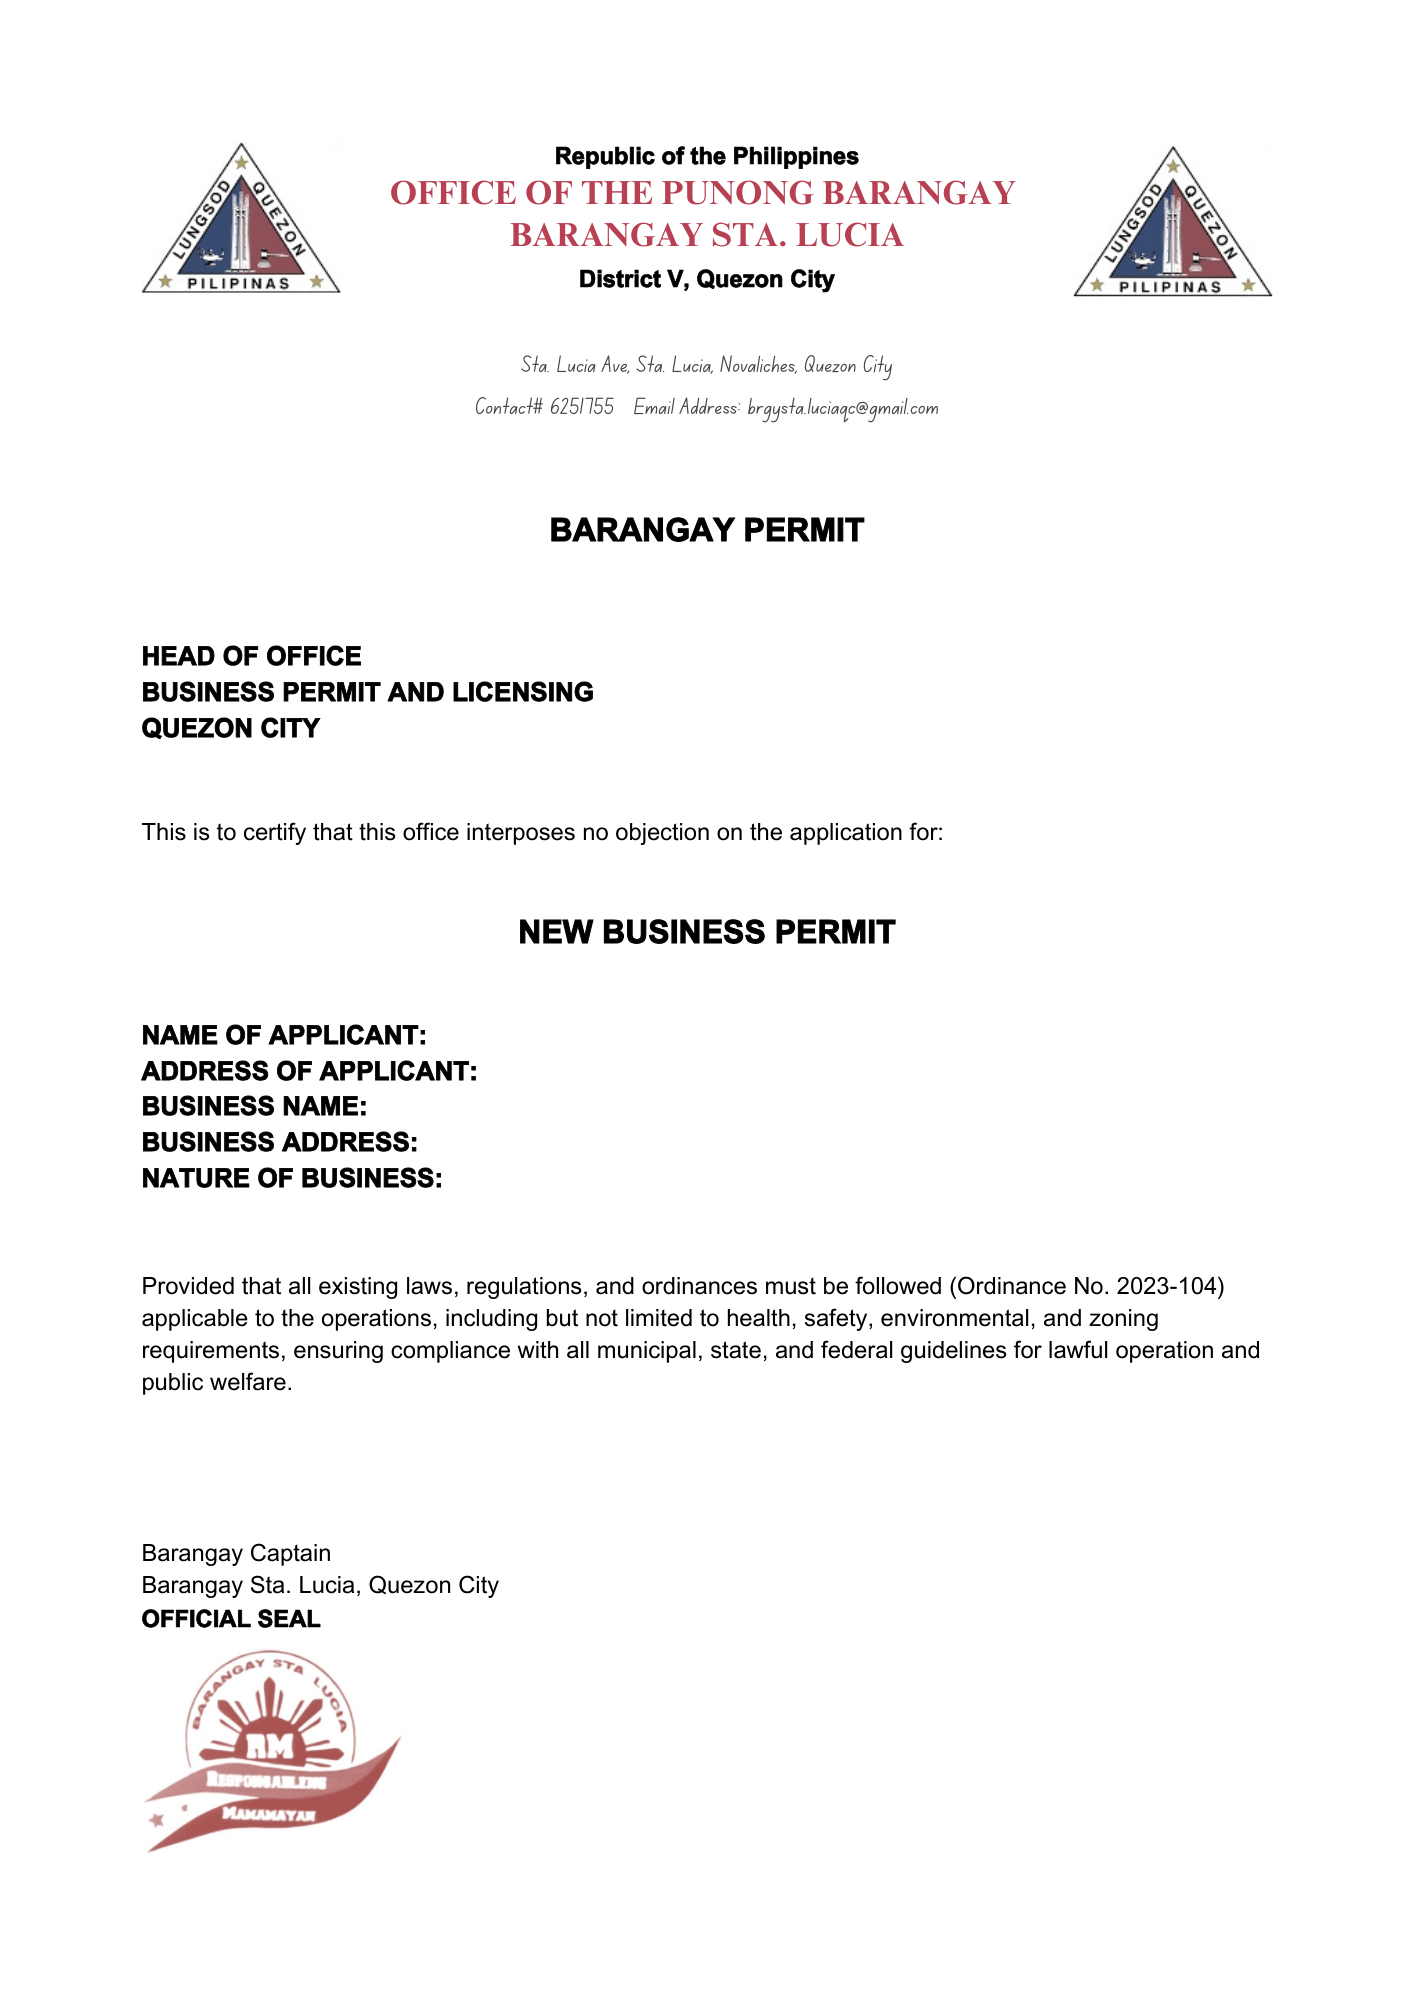 LUNGSOD QUEZON
PILIPINAS
Republic of the Philippines
OFFICE OF THE PUNONG BARANGAY
BARANGAY STA. LUCIA
District V, Quezon City
LUNGSOD QUEZON
PILIPINAS
Sta. Lucia Ave, Sta. Lucia, Novaliches, Quezon City
Contact# 6251755 Email Address: brgysta.luciaqc@gmail.com
BARANGAY PERMIT
HEAD OF OFFICE
BUSINESS PERMIT AND LICENSING
QUEZON CITY
This is to certify that this office interposes no objection on the application for:
NEW BUSINESS PERMIT
NAME OF APPLICANT:
ADDRESS OF APPLICANT:
BUSINESS NAME:
BUSINESS ADDRESS:
NATURE OF BUSINESS:
Provided that all existing laws, regulations, and ordinances must be followed (Ordinance No. 2023-104)
applicable to the operations, including but not limited to health, safety, environmental, and zoning
requirements, ensuring compliance with all municipal, state, and federal guidelines for lawful operation and
public welfare.
Barangay Captain
Barangay Sta. Lucia, Quezon City
OFFICIAL SEAL
BARANGAY STA. LUCIA
RM
RESPONSABLENG
MAMAMAYAN